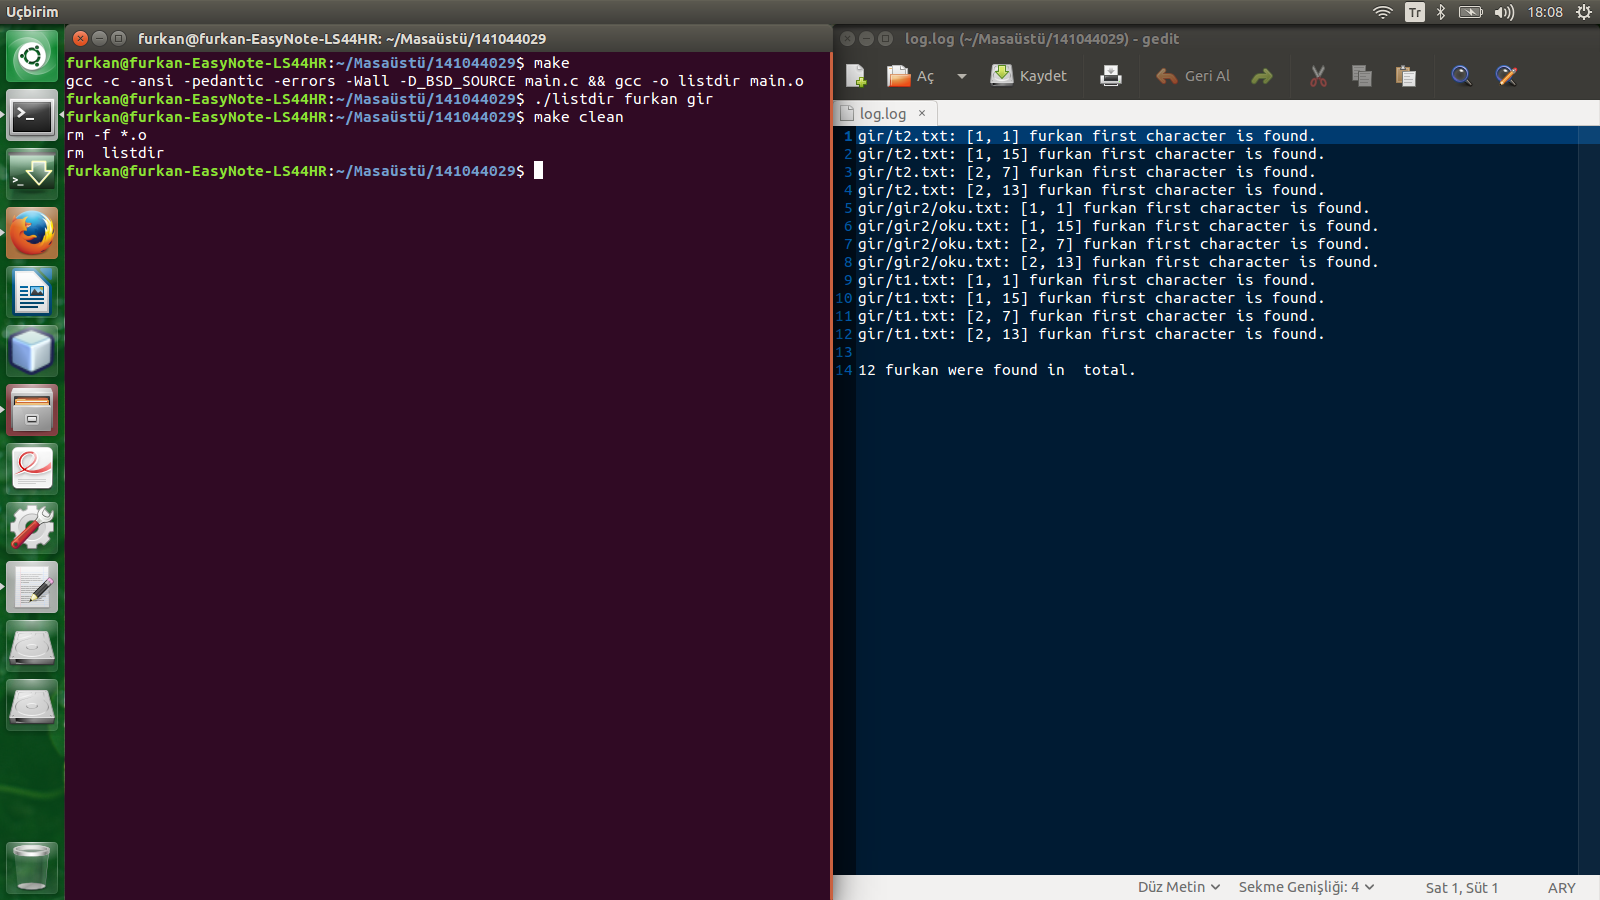 Uçbirim
Tr
18:08
furkan@furkan-EasyNote-LS44HR: ~/Masaüstü/141044029
furkan@furkan-EasyNote-LS44HR:~/Masaüstü/141044029$ make
gcc -c -ansi -pedantic -errors -Wall -D_BSD_SOURCE main.c && gcc -o listdir main.o
furkan@furkan-EasyNote-LS44HR:~/Masaüstü/141044029$ ./listdir furkan gir
furkan@furkan-EasyNote-LS44HR:~/Masaüstü/141044029$ make clean
rm -f *.o
rm  listdir
furkan@furkan-EasyNote-LS44HR:~/Masaüstü/141044029$
log.log (~/Masaüstü/141044029) - gedit
Aç
Kaydet
Geri Al
log.log ×
1 gir/t2.txt: [1, 1] furkan first character is found.
2 gir/t2.txt: [1, 15] furkan first character is found.
3 gir/t2.txt: [2, 7] furkan first character is found.
4 gir/t2.txt: [2, 13] furkan first character is found.
5 gir/gir2/oku.txt: [1, 1] furkan first character is found.
6 gir/gir2/oku.txt: [1, 15] furkan first character is found.
7 gir/gir2/oku.txt: [2, 7] furkan first character is found.
8 gir/gir2/oku.txt: [2, 13] furkan first character is found.
9 gir/t1.txt: [1, 1] furkan first character is found.
10 gir/t1.txt: [1, 15] furkan first character is found.
11 gir/t1.txt: [2, 7] furkan first character is found.
12 gir/t1.txt: [2, 13] furkan first character is found.
13
14 12 furkan were found in  total.
Düz Metin
Sekme Genişliği: 4
Sat 1, Süt 1
ARY